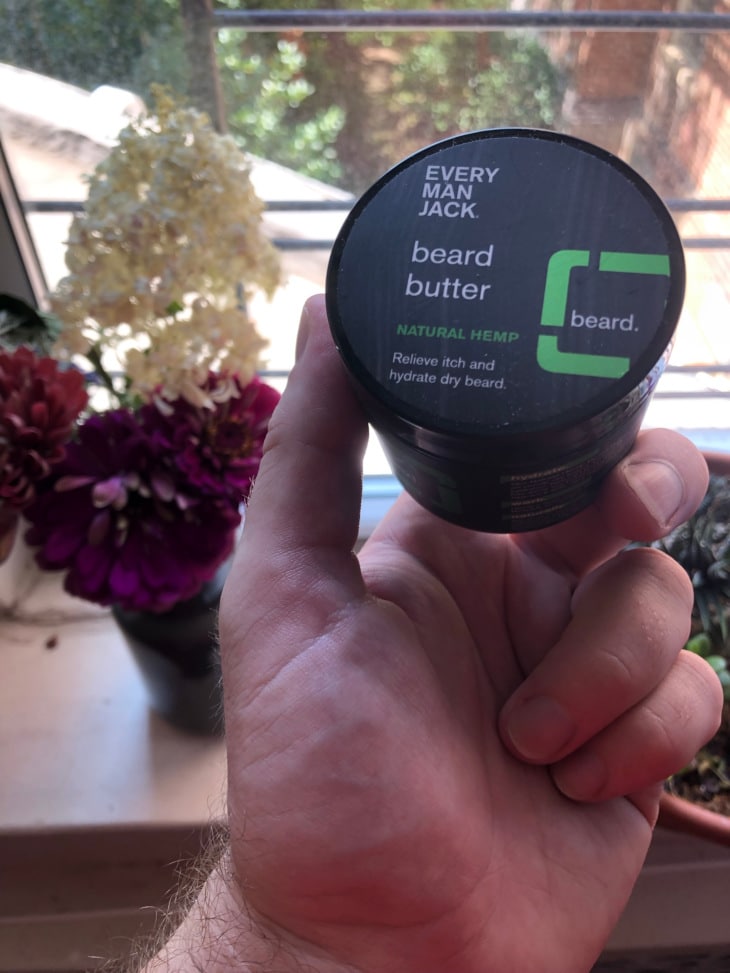 EVERY
MAN
JACK.
beard
butter
NATURAL HEMP
Relieve itch and
hydrate dry beard.
beard.